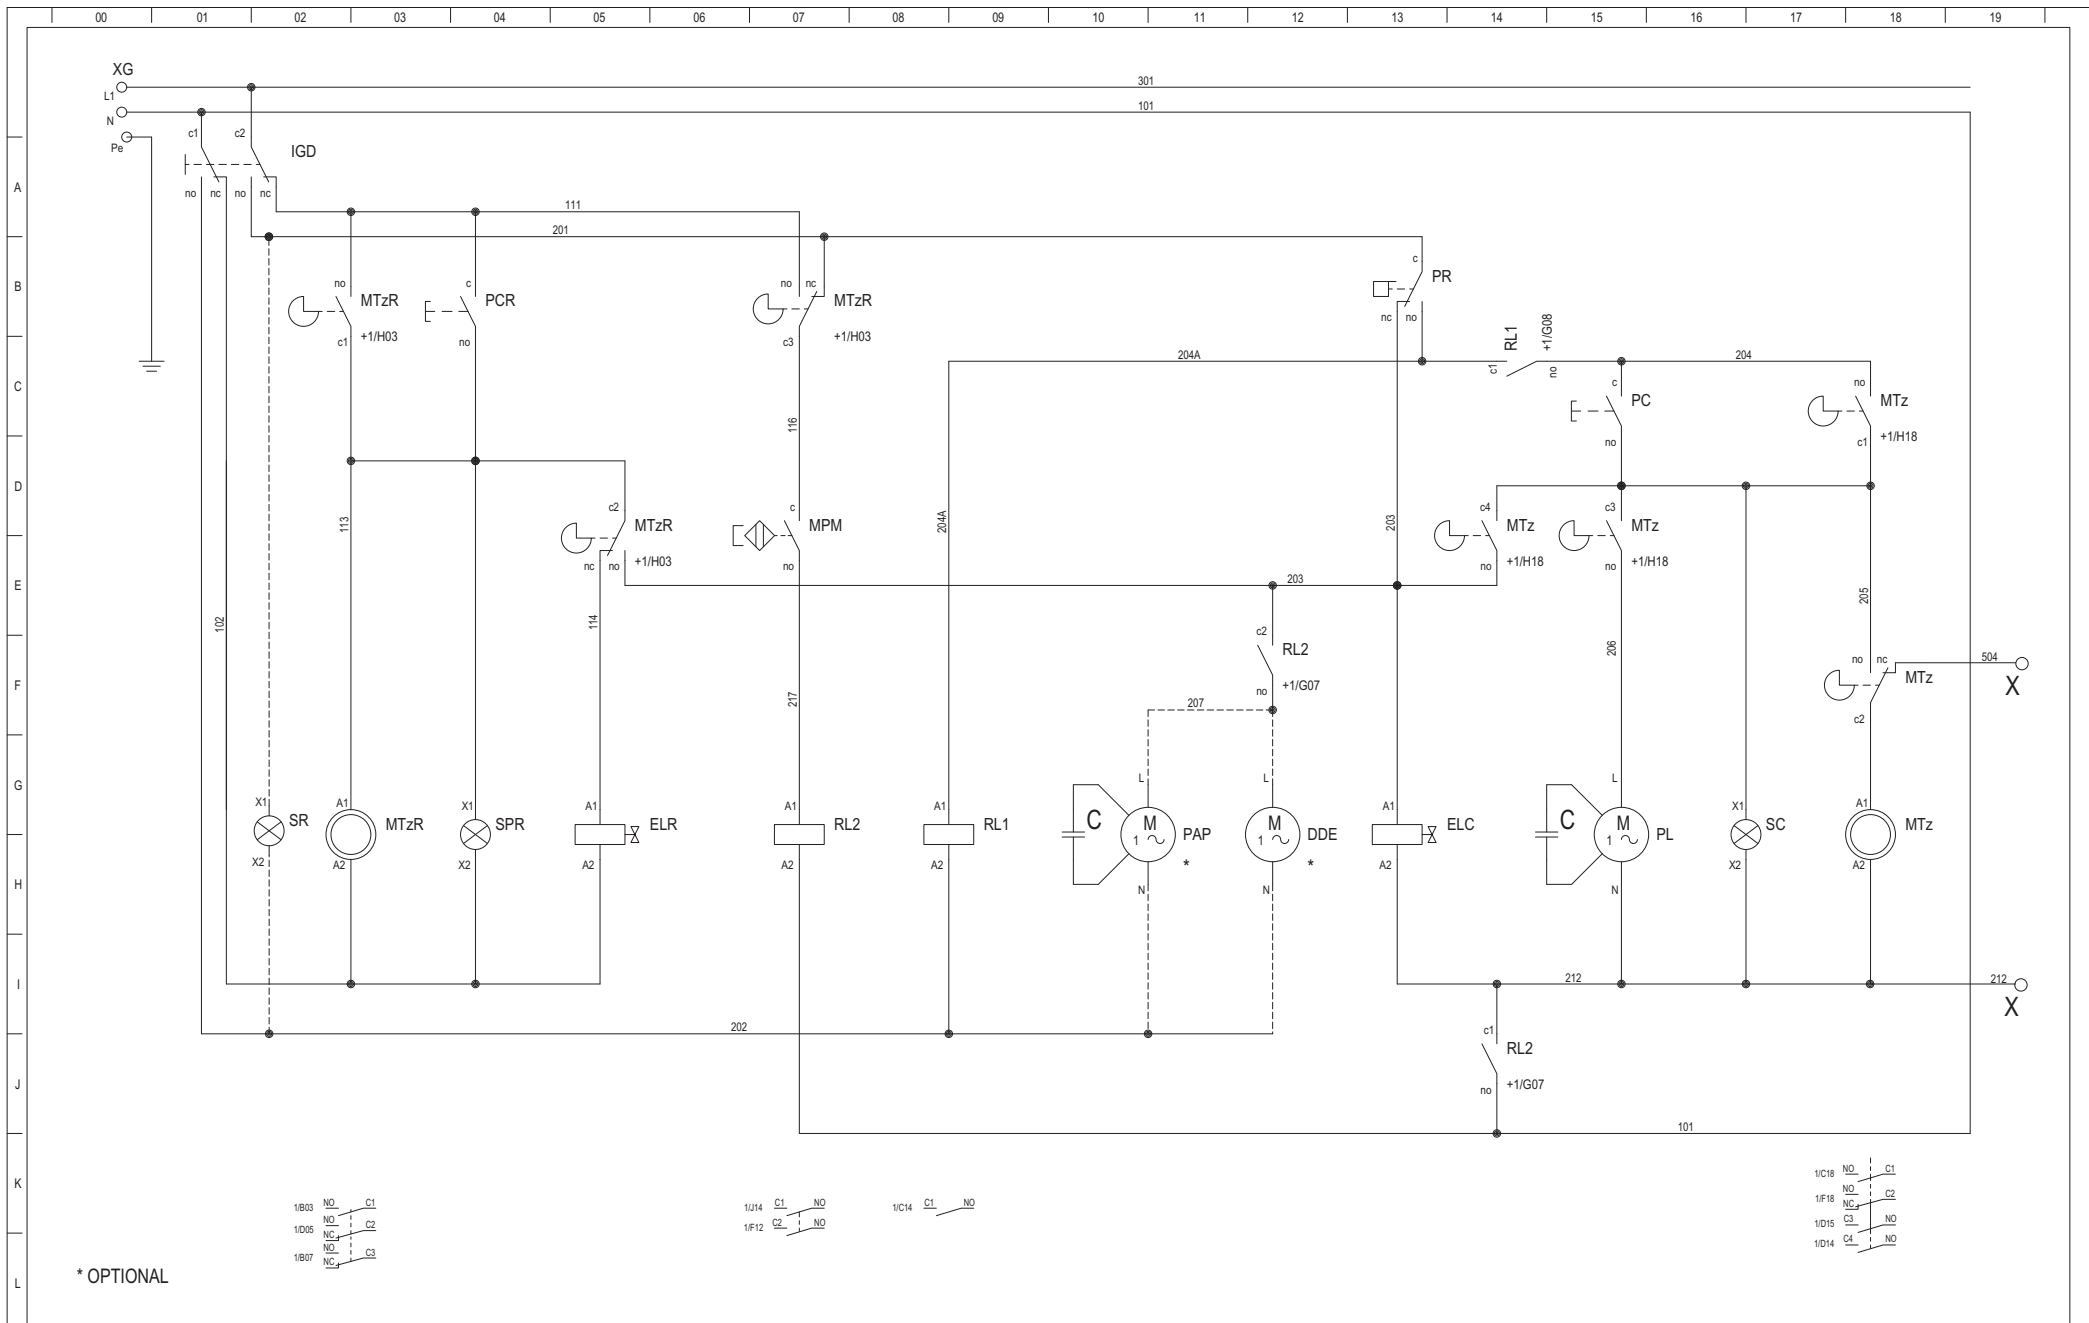 00 01 02 03 04 05 06 07 08 09 10 11 12 13 14 15 16 17 18 19
XG
301
L1
101
N
c1 c2
Pe
IGD
A
no nc no nc
111
201
c PR
B
no c no nc
MTzR PCR MTzR
nc no
+1/H03 +1/H03
c1 no c3
RL1 +1/G08
204A 204
c1 no
C
c no
PC MTz
116
no c1 +1/H18
D
c2 c c4 c3
113 MTzR MPM 204A 203 MTz MTz
+1/H03 +1/H18 +1/H18
nc no no no no
E
203
102 114 205
c2 RL2 206
no nc 504
F
MTz
X
no +1/G07
217
207
c2
G
L L L
X1 A1 X1 A1 A1 A1 A1 X1 A1
SR MTzR SPR ELR RL2 RL1 C M 1 PAP M 1 DDE ELC C M 1 PL SC MTz
* *
X2 A2 X2 A2 A2 A2 A2 X2 A2
H
N N N
I
212 212
X
202
c1
RL2
J
no +1/G07
101
K
1/C18 NO C1
1/B03 NO C1
1/J14 C1 NO
1/C14 C1 NO
1/F18 NO NC C2
1/D05 NO NC C2
1/F12 C2 NO
1/D15 C3 NO
1/B07 NO NC C3
1/D14 C4 NO
L
* OPTIONAL